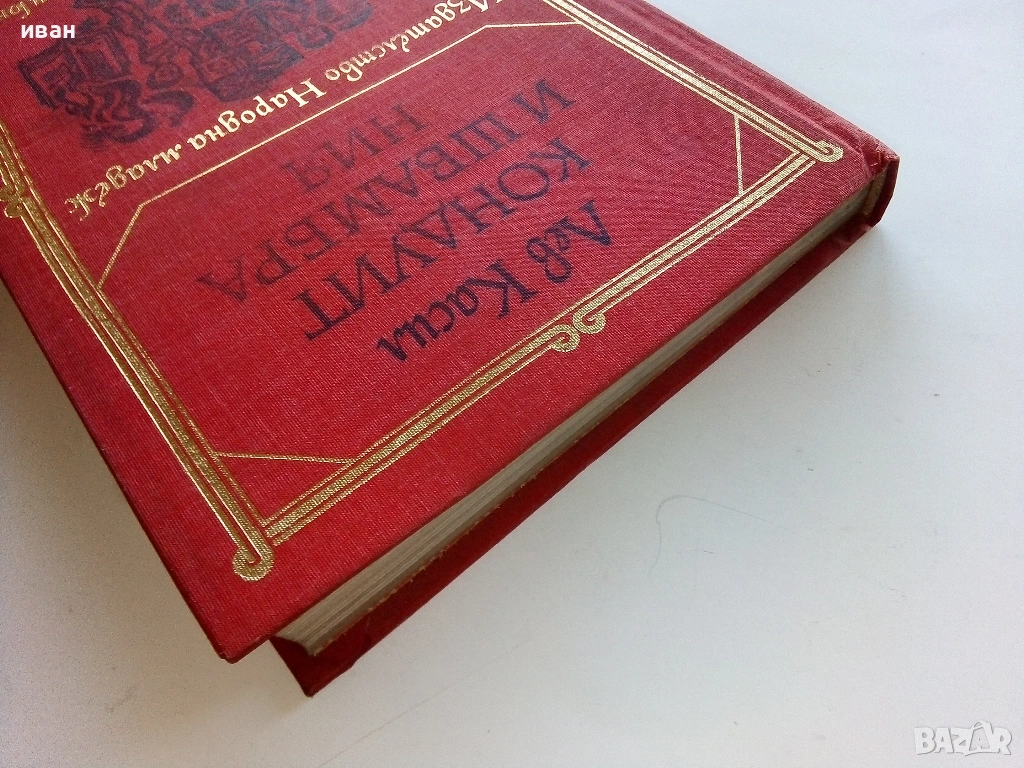 иван
Лев Касил
КОНДУИТ
И ШВАМБРА
НИЯ
Издателство Народна младеж
BAZAR